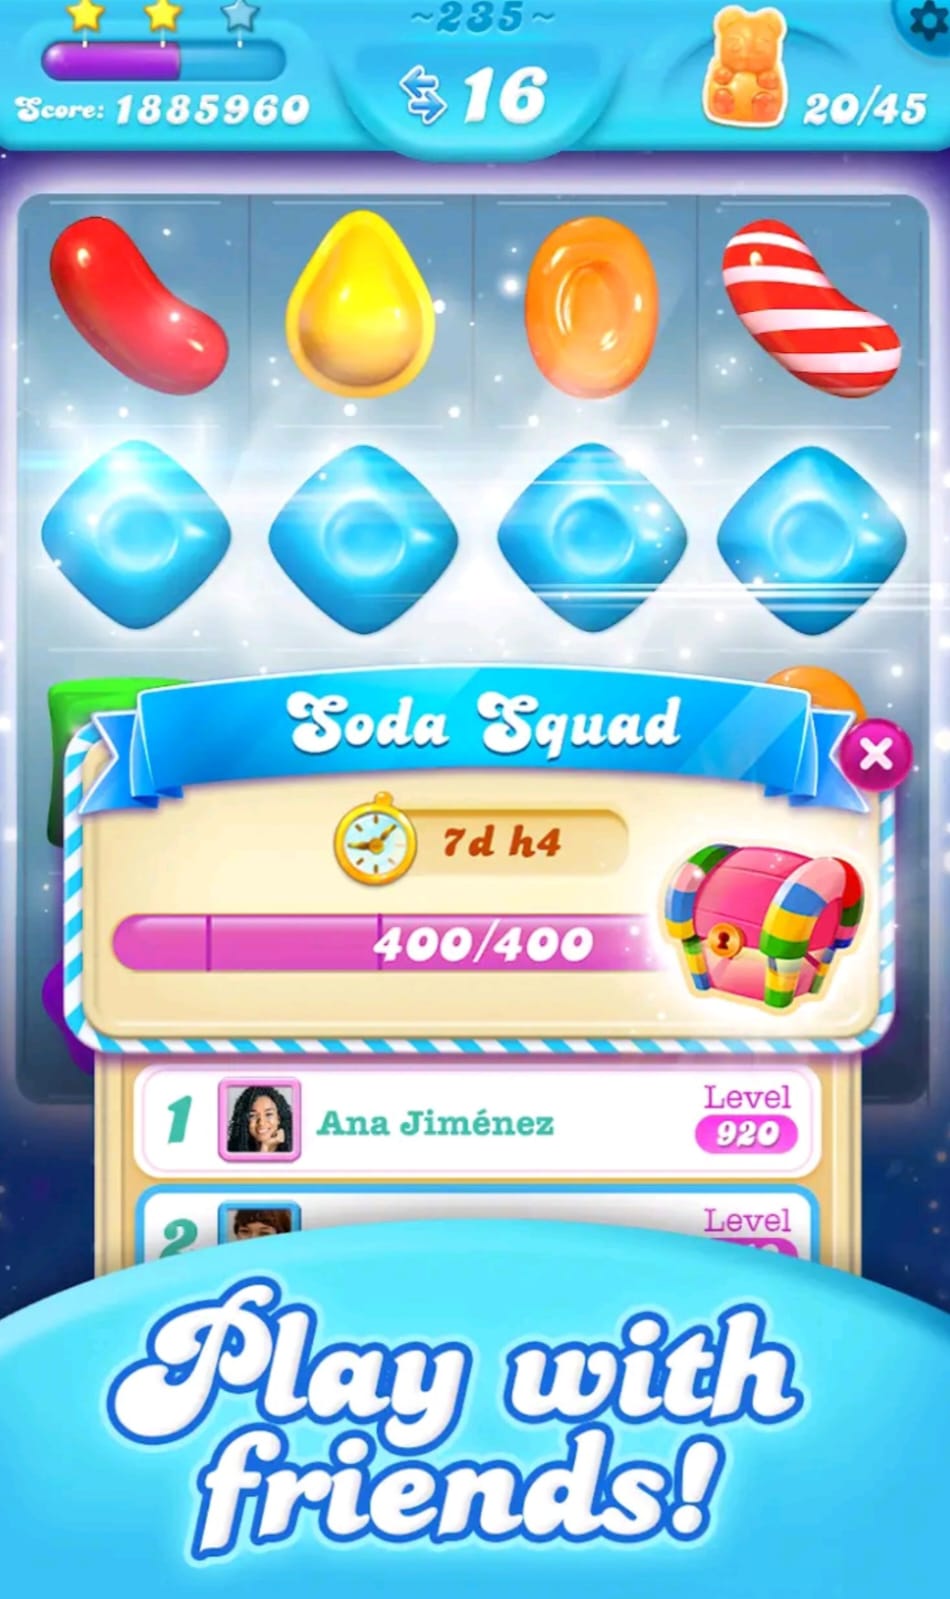 ~235~
16
Score: 1885960
20/45
Soda Squad
7d h4
400/400
1
Ana Jiménez
Level
920
2
Level
Play with
friends!